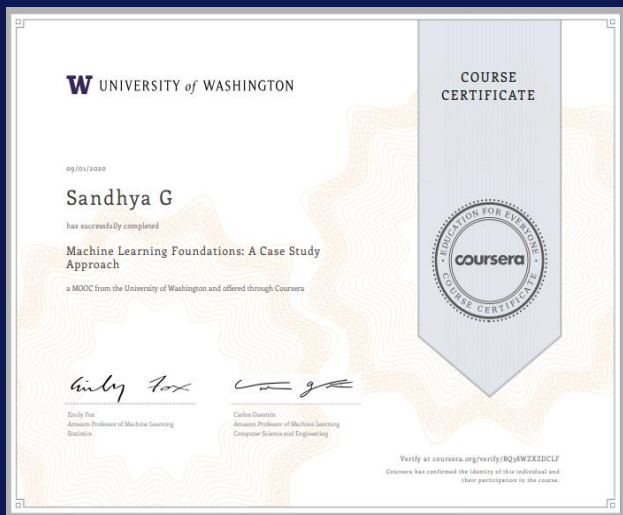 W UNIVERSITY of WASHINGTON
COURSE
CERTIFICATE
09/01/2020
Sandhya G
has successfully completed
Machine Learning Foundations: A Case Study
Approach
a MOOC from the University of Washington and offered through Coursera
EDUCATION FOR EVERYONE
coursera
COURSE CERTIFICATE
Emily Fox
Emily Fox
Amazon Professor of Machine Learning
Statistics
Carlos Guestrin
Amazon Professor of Machine Learning
Computer Science and Engineering
Verify at coursera.org/verify/BQ38WZXZDCLF
Coursera has confirmed the identity of this individual and
their participation in the course.